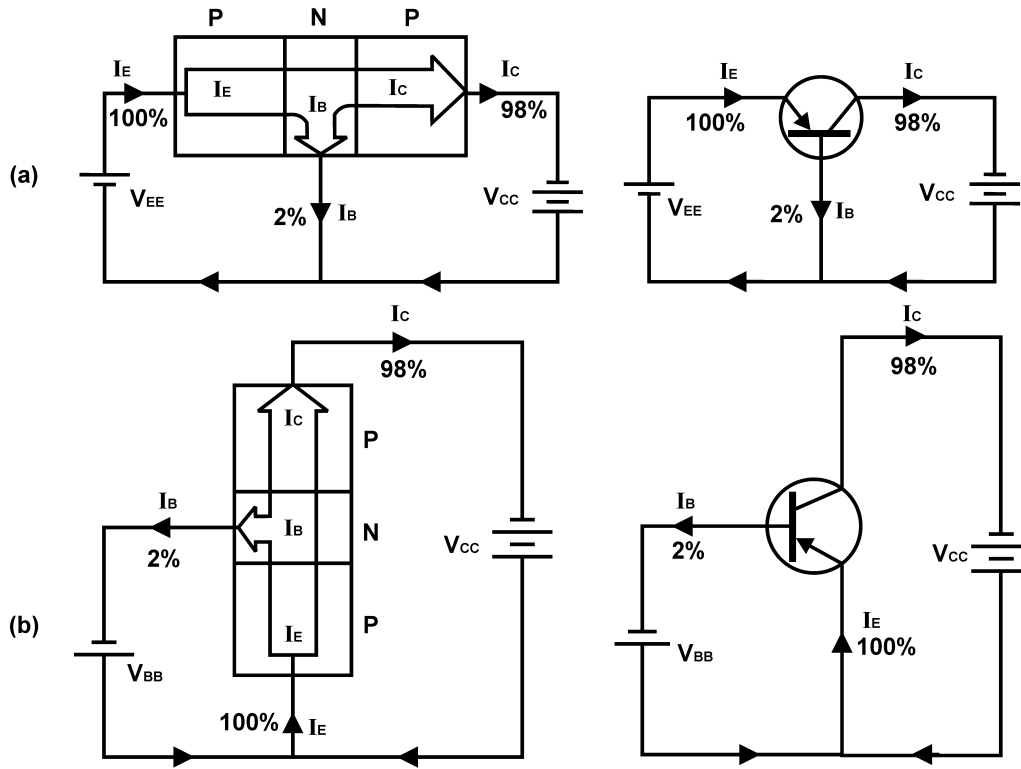 P N P
IE IE IC IB IC
100% 98%
(a) VEE VCC
2% IB
IE IC
100% 98%
VEE VCC
2% IB
IC
98%
IC
P
IB IB N
2% VCC
(b) IE P
VBB
100% IE
IC
98%
IB
2% VCC
IE
VBB 100%